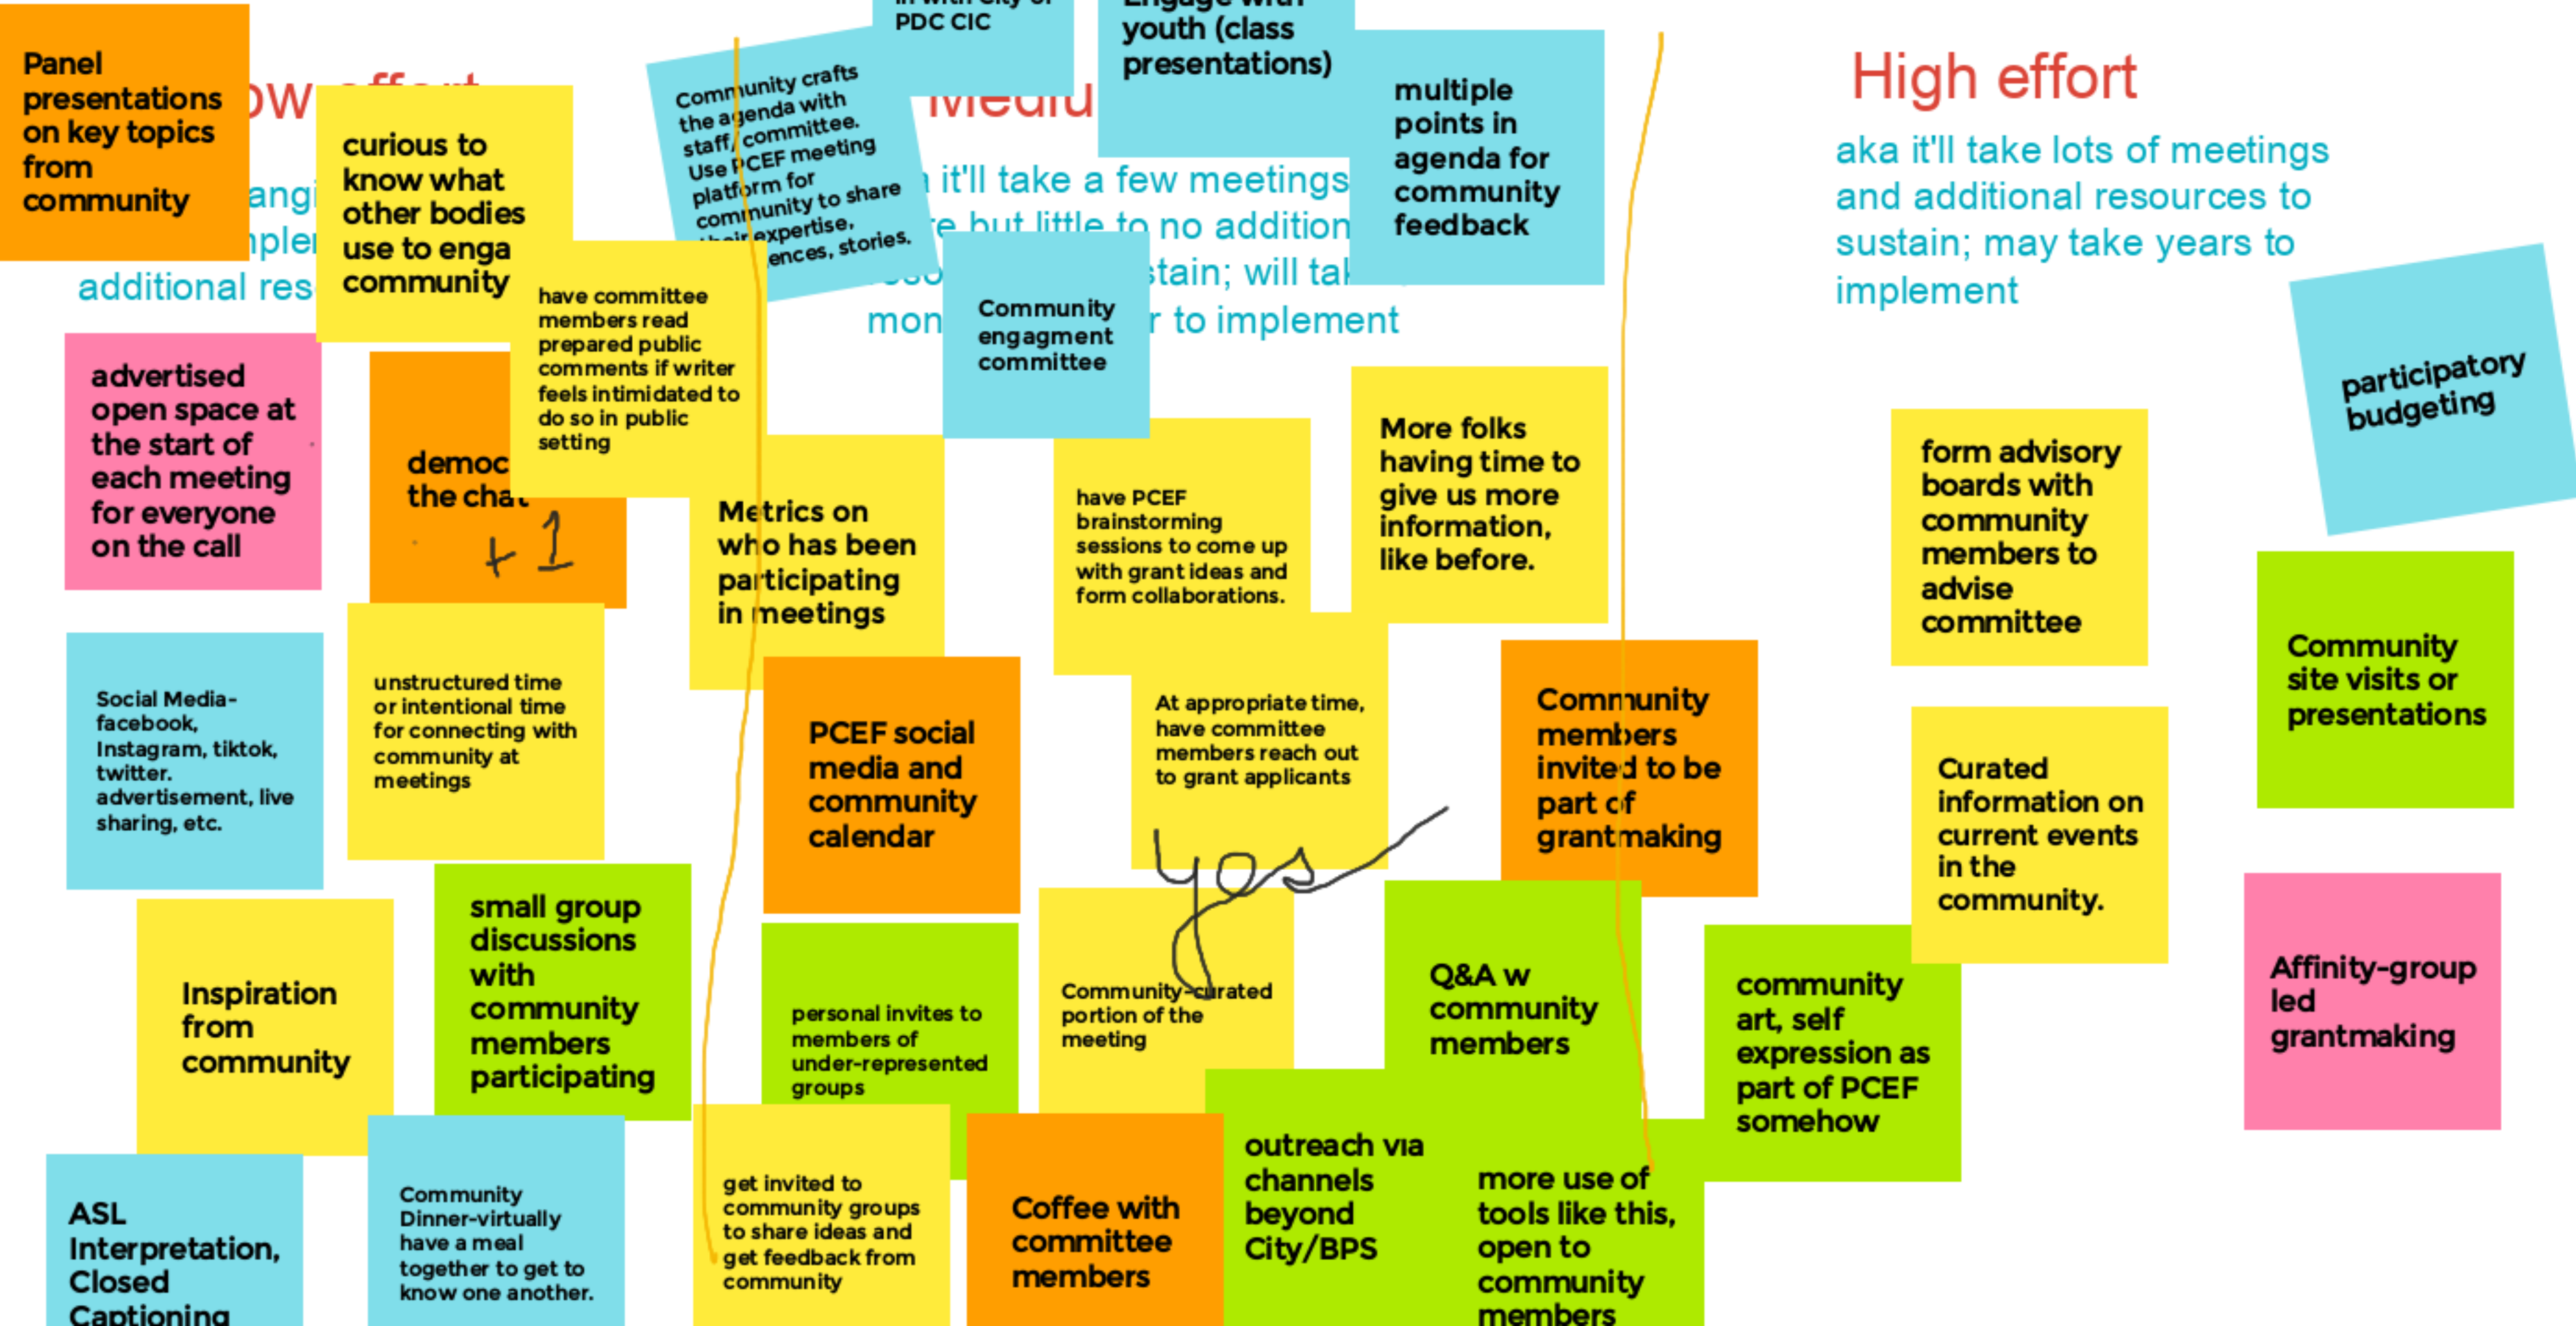 Panel
presentations
on key topics
from
community
additional
curious to
know what
other bodies
use to enga
community
have committee
members read
prepared public
comments if writer
feels intimidated to
do so in public
setting
advertised
open space at
the start of
each meeting
for everyone
on the call
the chat
+1
Social Media-
facebook,
Instagram, tiktok,
twitter.
advertisement, live
sharing, etc.
unstructured time
or intentional time
for connecting with
community at
meetings
Inspiration
from
community
small group
discussions
with
community
members
participating
ASL
Interpretation,
Closed
Captioning
Community
Dinner-virtually
have a meal
together to get to
know one another.
Community crafts
the agenda with
staff/committee.
Use PCEF meeting
platform for
community to share
their expertise,
stories.
PDC CIC
Engage with
youth (class
presentations)
multiple
points in
agenda for
community
feedback
it'll take a few meetings
but little to no
to implement
Community
engagment
committee
Metrics on
who has been
participating
in meetings
have PCEF
brainstorming
sessions to come up
with grant ideas and
form collaborations.
More folks
having time to
give us more
information,
like before.
PCEF social
media and
community
calendar
At appropriate time,
have committee
members reach out
to grant applicants
yes
Community
members
invited to be
part of
grantmaking
personal invites to
members of
under-represented
groups
Community-curated
portion of the
meeting
Q&A w
community
members
get invited to
community groups
to share ideas and
get feedback from
community
Coffee with
committee
members
outreach via
channels
beyond
City/BPS
more use of
tools like this,
open to
community
members
High effort
aka it'll take lots of meetings
and additional resources to
sustain; may take years to
implement
participatory
budgeting
form advisory
boards with
community
members to
advise
committee
Community
site visits or
presentations
Curated
information on
current events
in the
community.
community
art, self
expression as
part of PCEF
somehow
Affinity-group
led
grantmaking